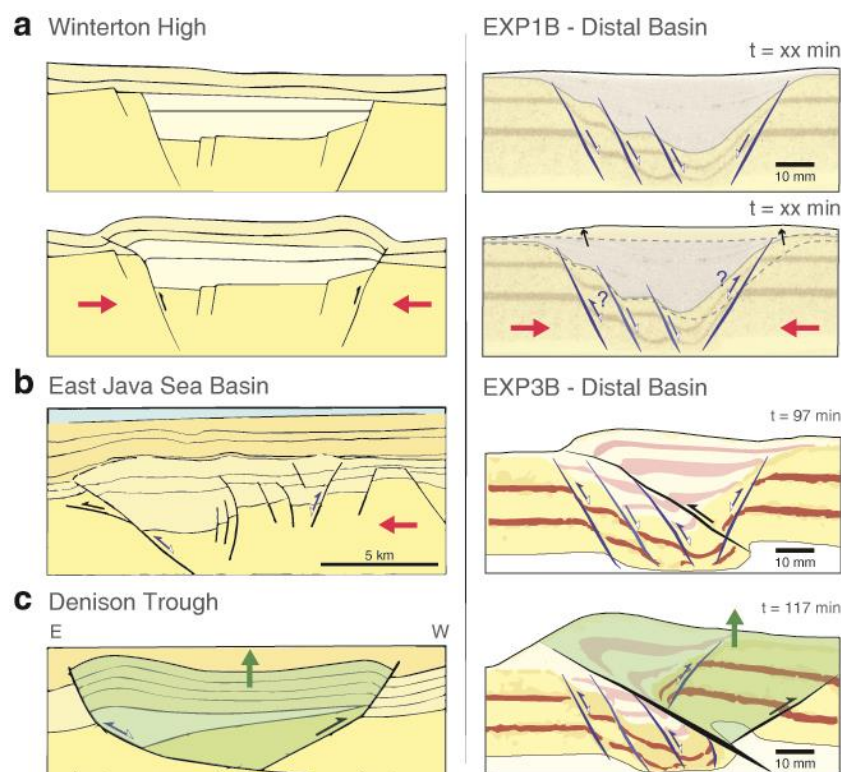 a Winterton High
EXP1B - Distal Basin
t = xx min
10 mm
t = xx min
?
?
b East Java Sea Basin
5 km
EXP3B - Distal Basin
t = 97 min
10 mm
c Denison Trough
E
W
t = 117 min
10 mm